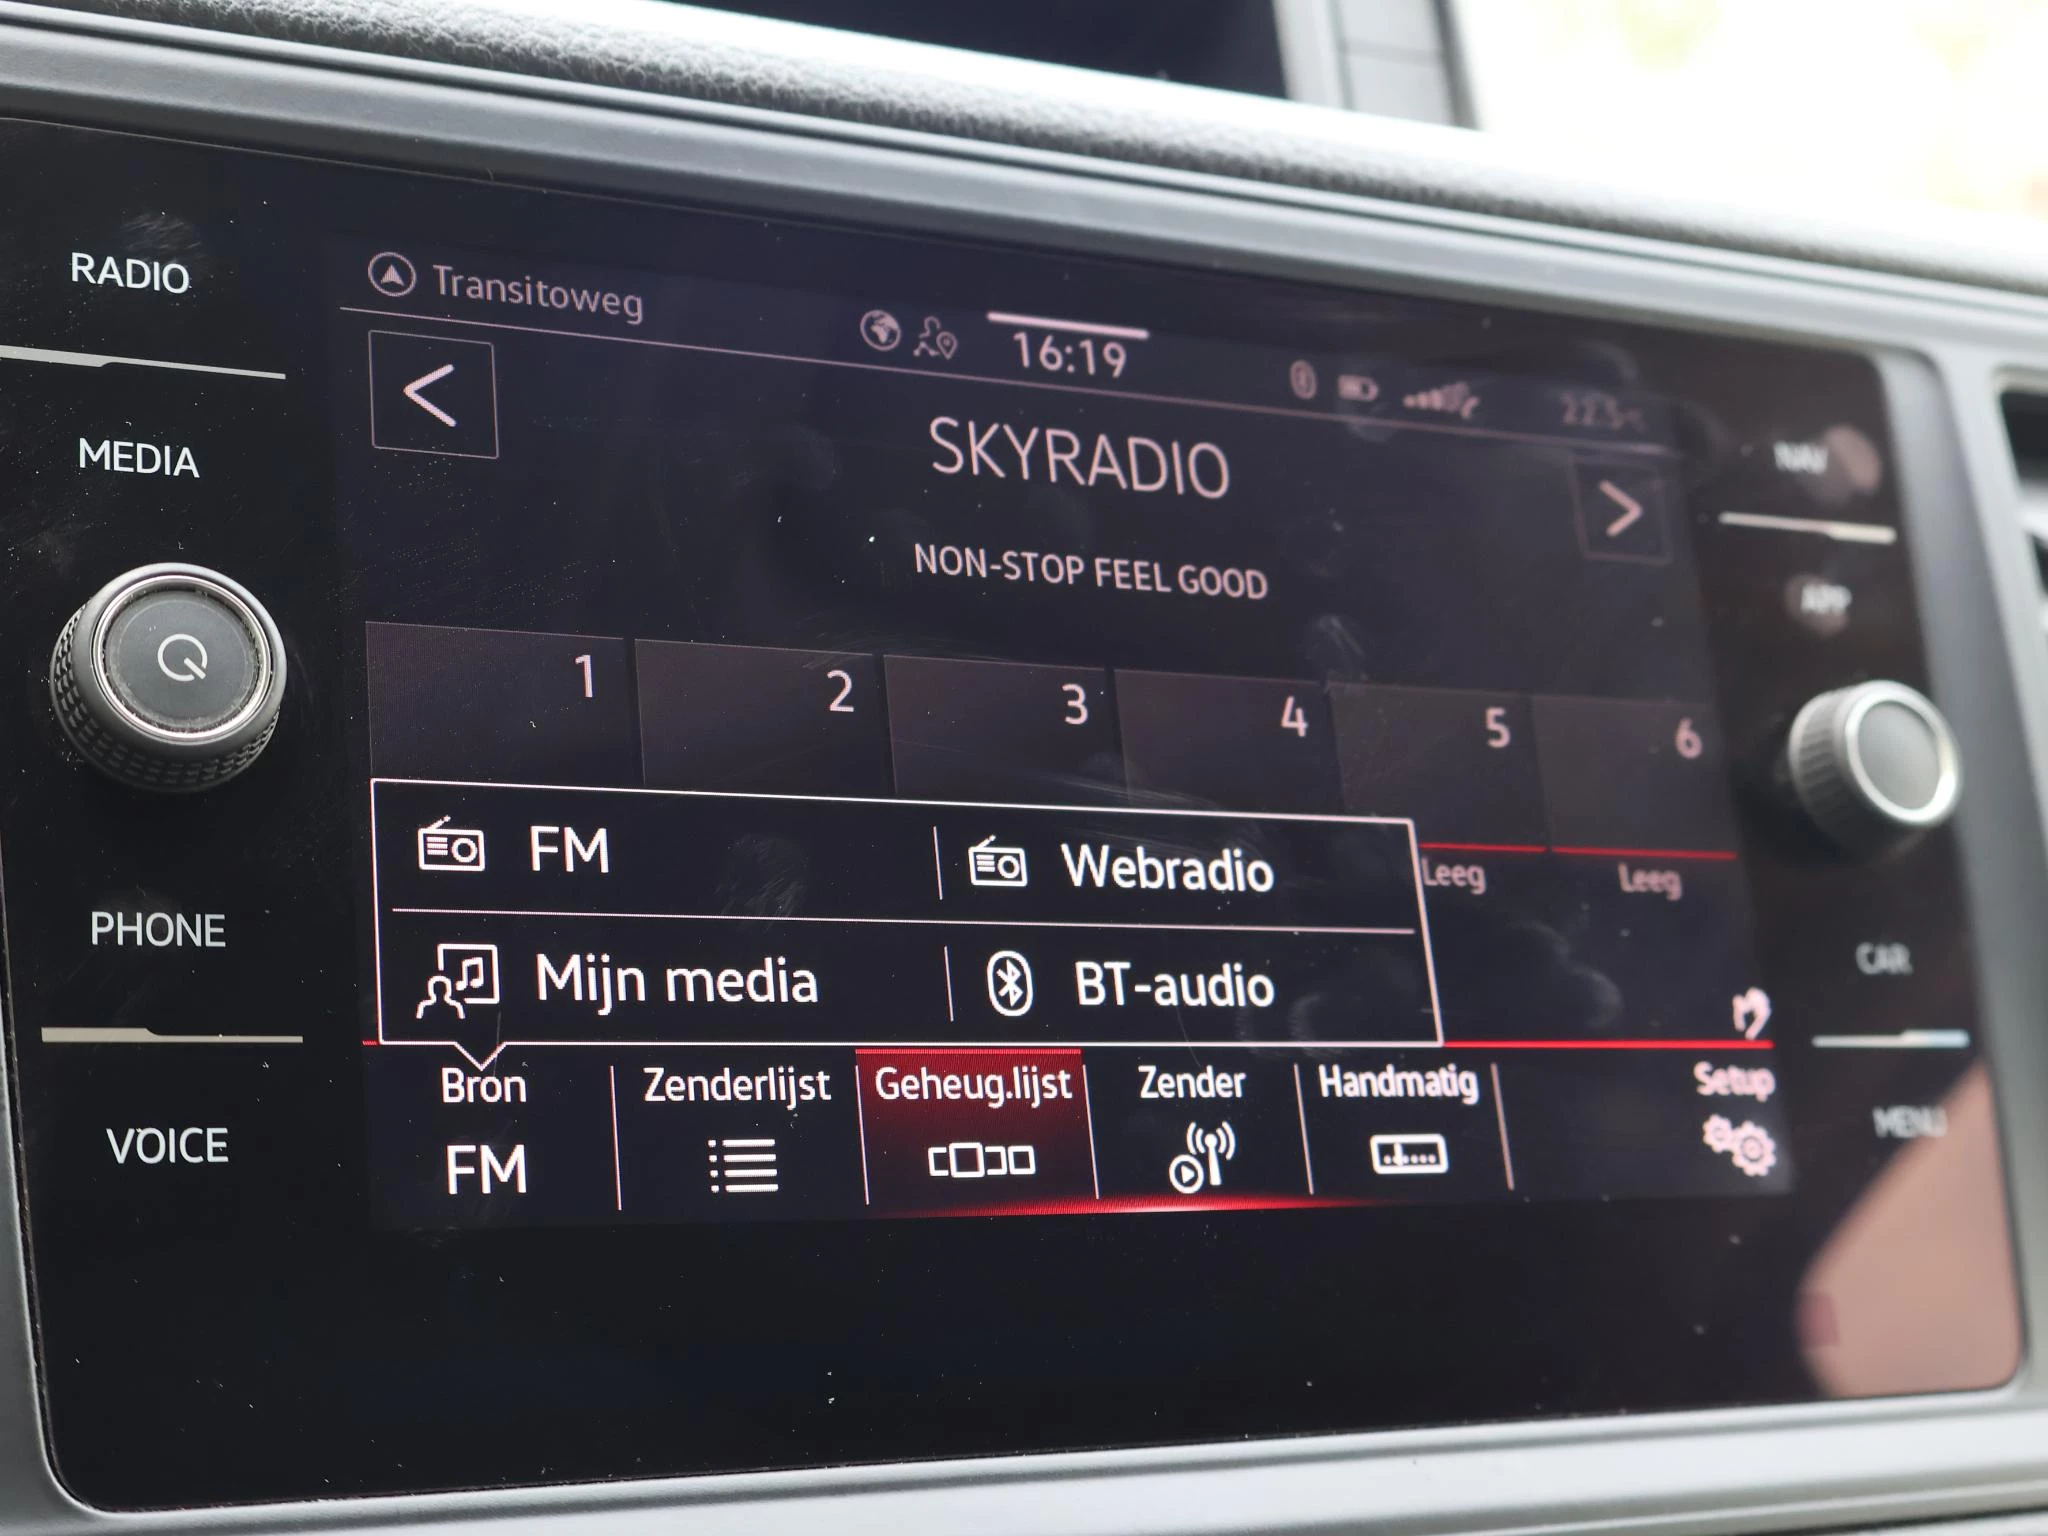 RADIO
MEDIA
PHONE
VOICE
Transitoweg
16:19
SKYRADIO
NON-STOP FEEL GOOD
1 2 3 4 5 6
FM Webradio
Leeg Leeg
Mijn media BT-audio
Bron Zenderlijst Geheug.lijst Zender Handmatig Setup
FM
NAV
APP
CAR
MENU